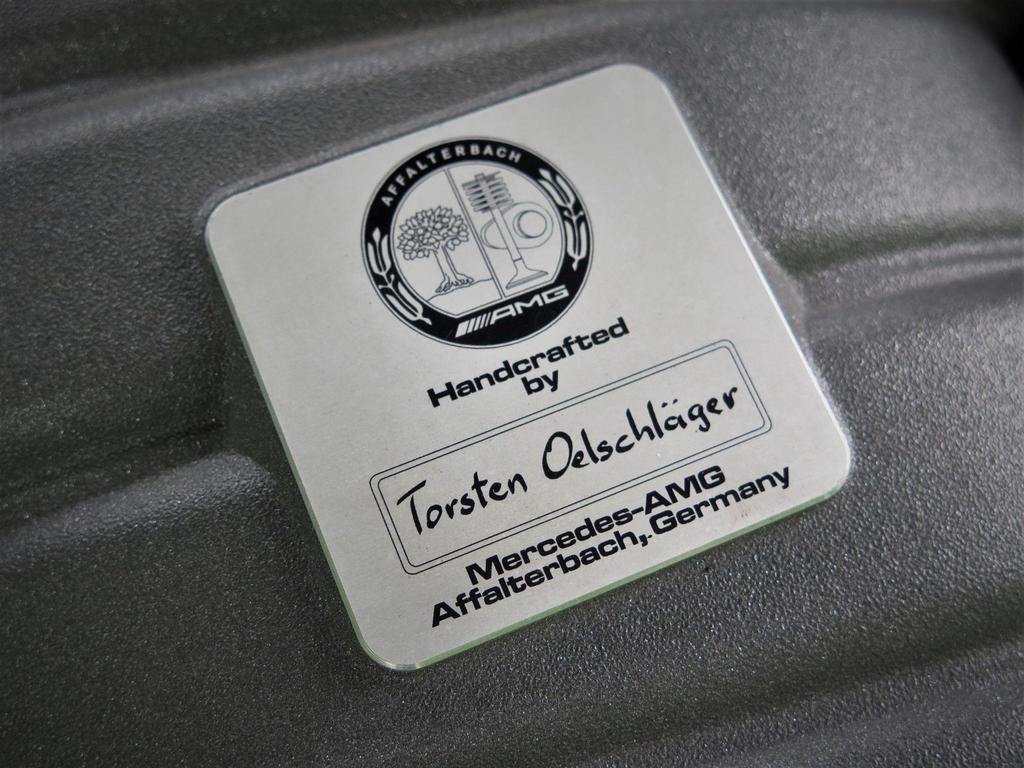 AFFALTERBACH
AMG
Handcrafted
by
Torsten Oelschläger
Mercedes-AMG
Affalterbach, Germany